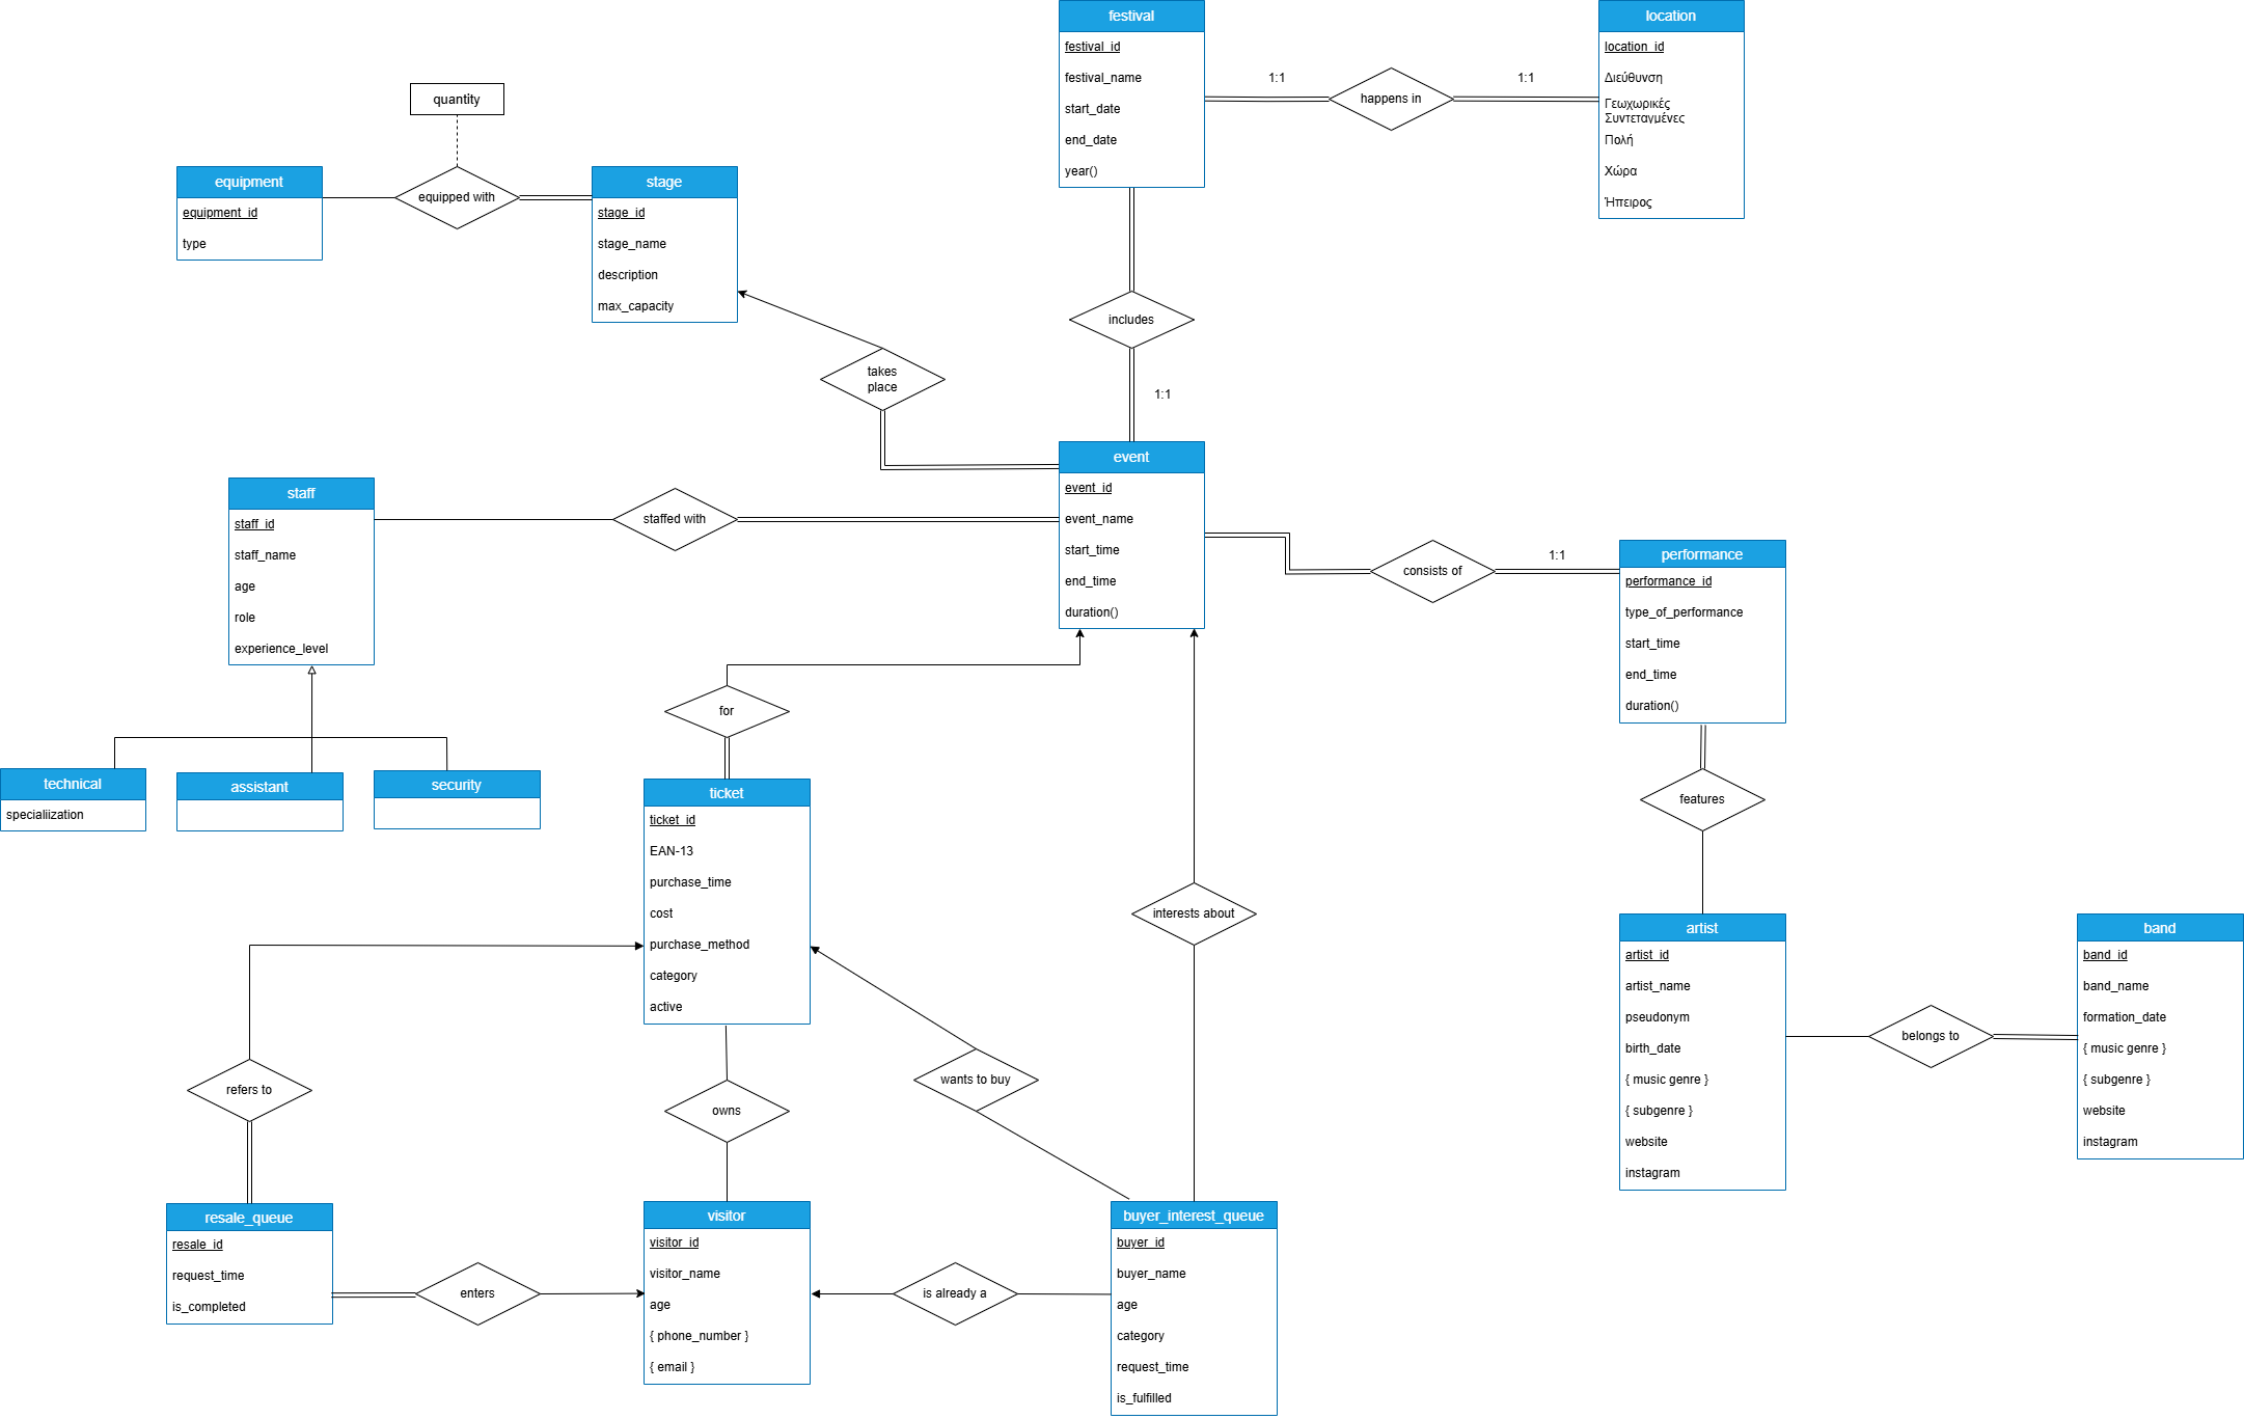 festival
festival_id
festival_name
start_date
end_date
year()
1:1
happens in
1:1
location
location_id
Διεύθυνση
Γεωχωρικές
Συντεταγμένες
Πολή
Χώρα
Ήπειρος
quantity
equipment
equipment_id
type
equipped with
stage
stage_id
stage_name
description
max_capacity
includes
1:1
takes
place
event
event_id
event_name
start_time
end_time
duration()
staff
staff_id
staff_name
age
role
experience_level
staffed with
consists of
1:1
performance
performance_id
type_of_performance
start_time
end_time
duration()
technical
specialiization
assistant
security
for
ticket
ticket_id
EAN-13
purchase_time
cost
purchase_method
category
active
features
interests about
artist
artist_id
artist_name
pseudonym
birth_date
{ music genre }
{ subgenre }
website
instagram
belongs to
band
band_id
band_name
formation_date
{ music genre }
{ subgenre }
website
instagram
refers to
owns
wants to buy
resale_queue
resale_id
request_time
is_completed
enters
visitor
visitor_id
visitor_name
age
{ phone_number }
{ email }
is already a
buyer_interest_queue
buyer_id
buyer_name
age
category
request_time
is_fulfilled